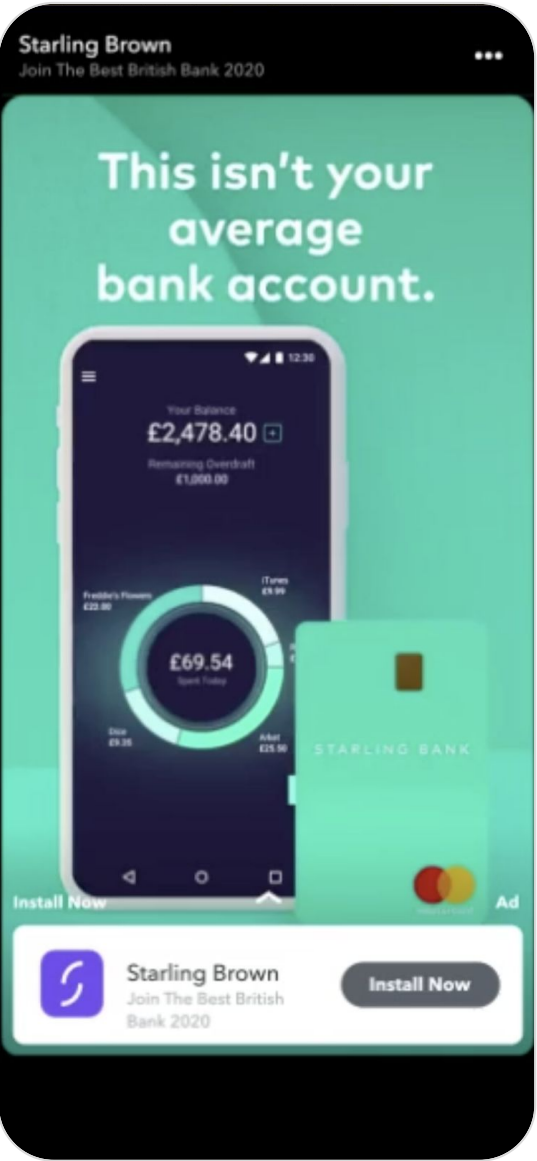 Starling Brown
Join The Best British Bank 2020
This isn't your
average
bank account.
12:30
Your Balance
£2,478.40
Remaining Overdraft
£1,000.00
iTunes
£9.99
Freddie's Flowers
£22.00
£69.54
Spent Today
£9.35
£25.50
STARLING BANK
Install Now
Ad
Starling Brown
Join The Best British
Bank 2020
Install Now